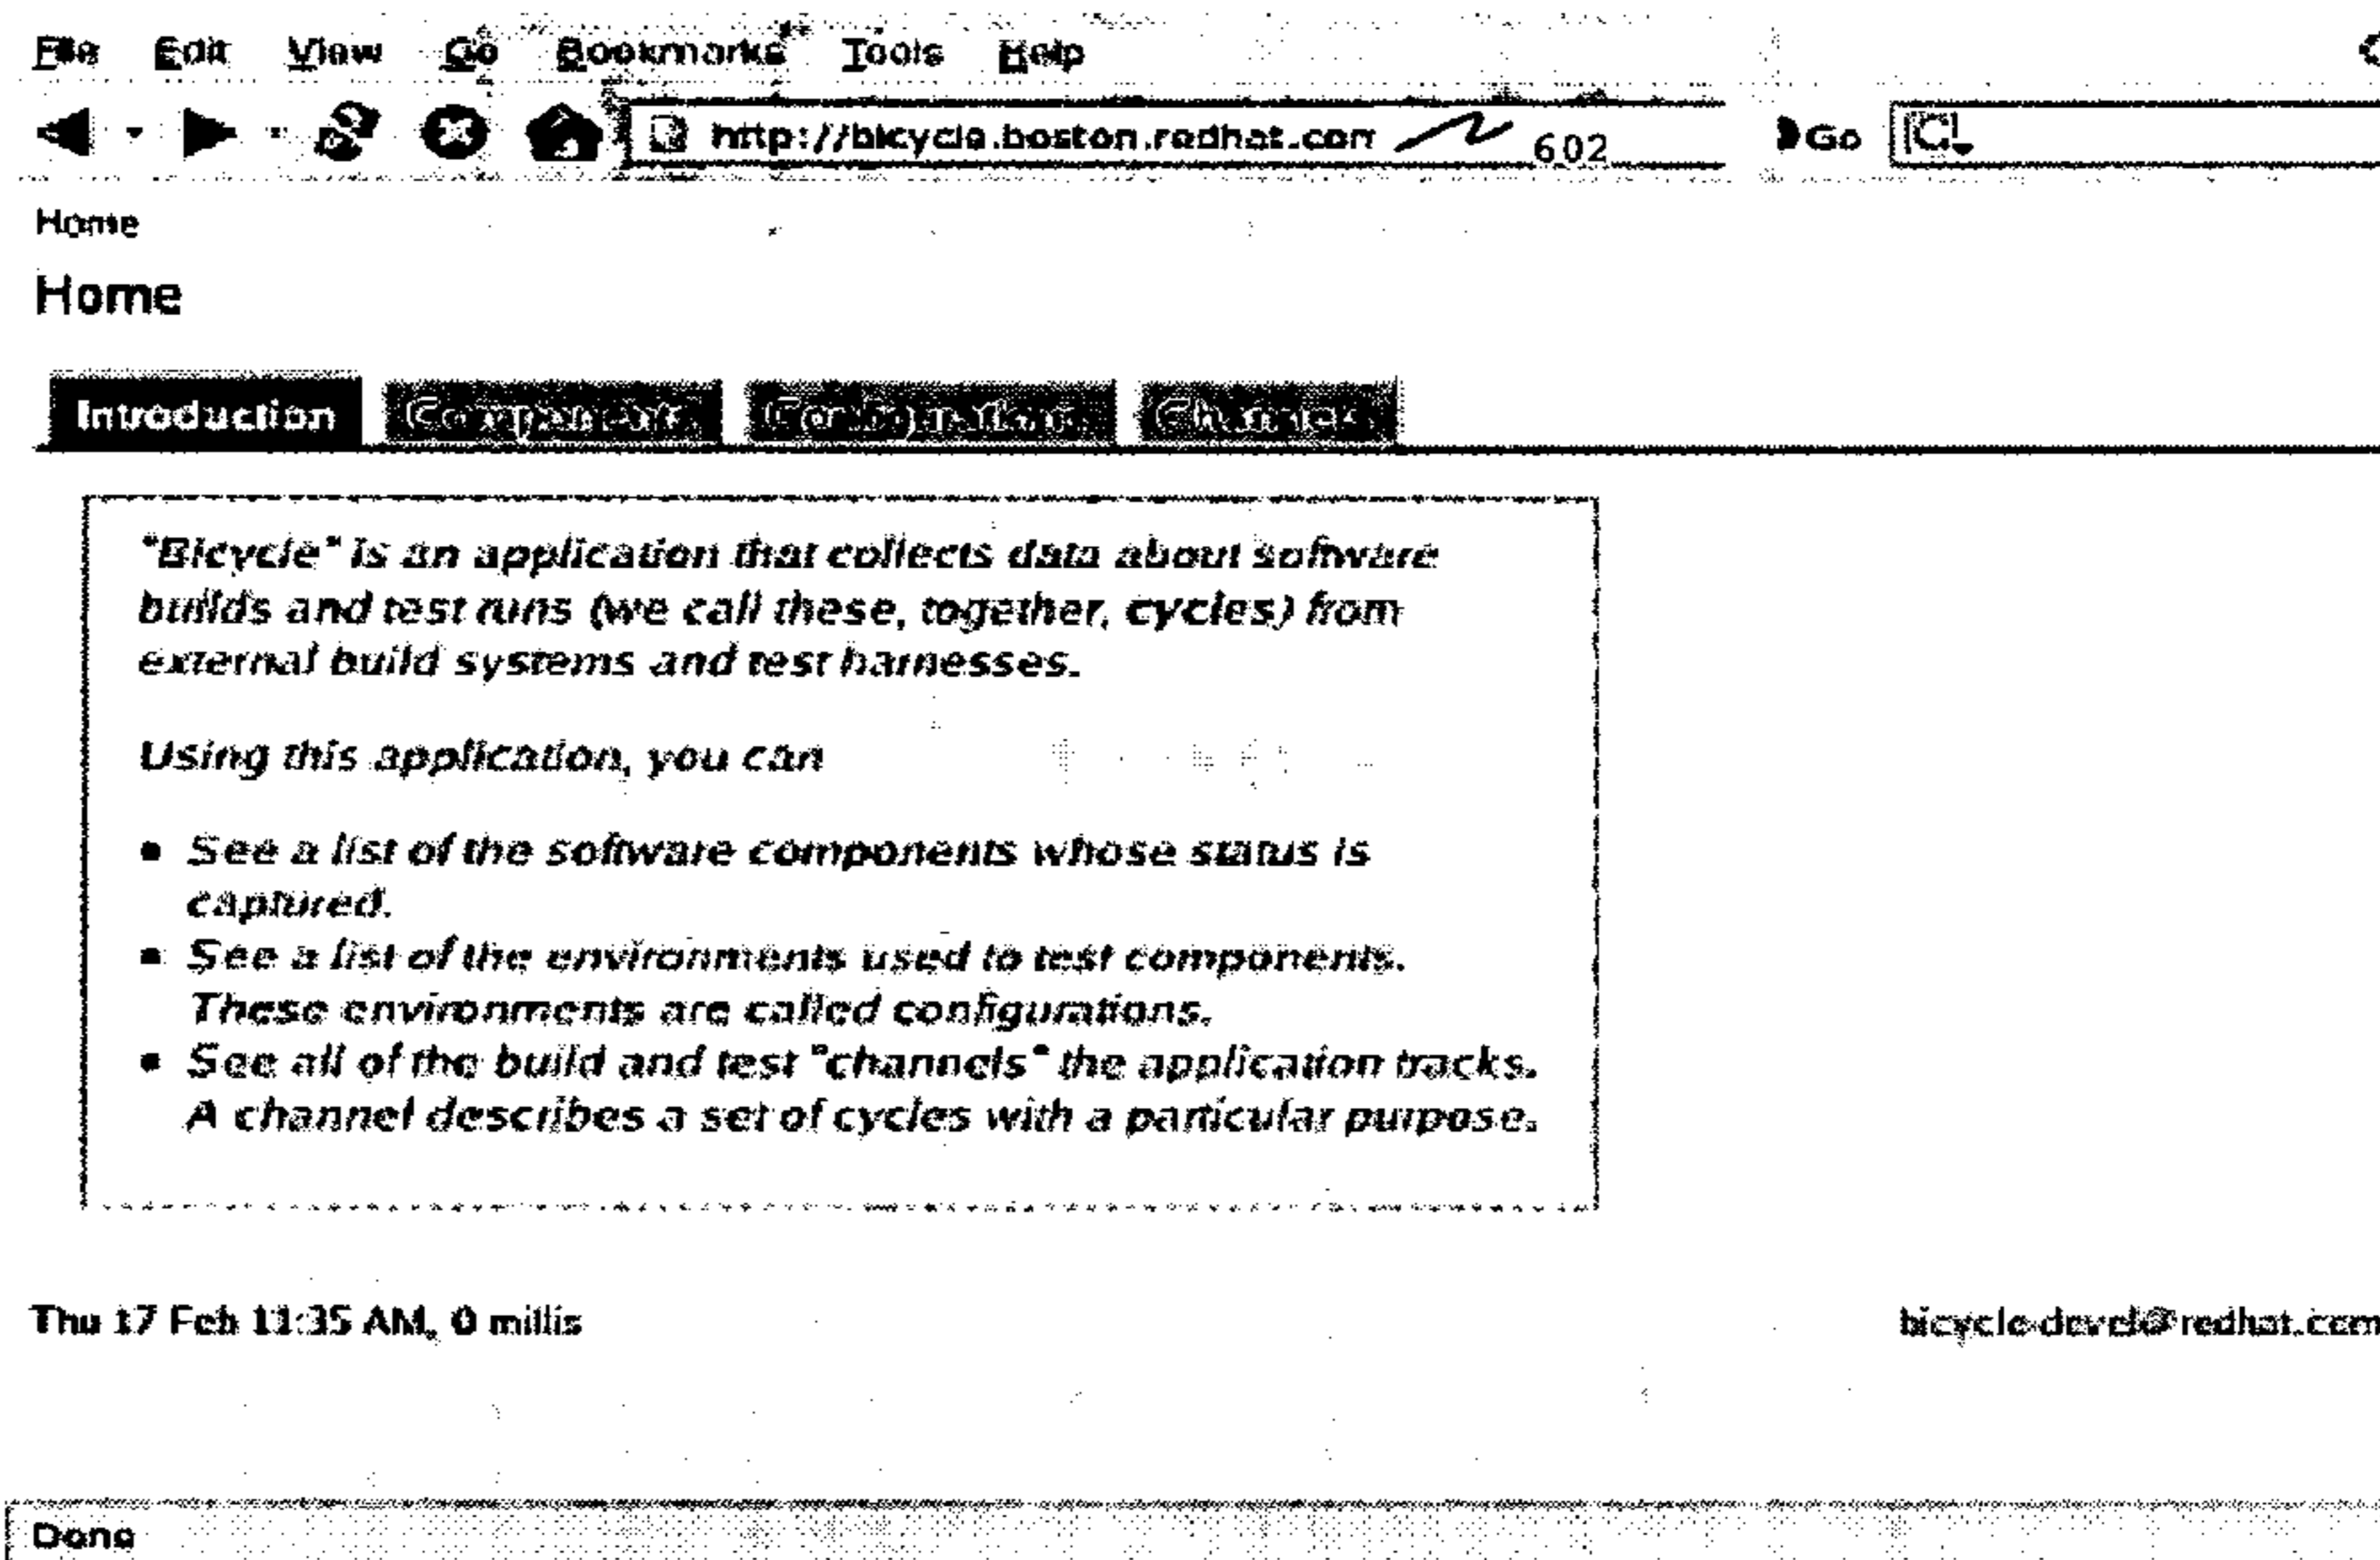 File Edit View Go Bookmarks Tools Help
http://bicycle.boston.redhat.com 602 Go
Home
Home
Introduction Components Configurations Channels
"Bicycle" is an application that collects data about software
builds and test runs (we call these, together, cycles) from
external build systems and test harnesses.
Using this application, you can
• See a list of the software components whose status is
captured.
• See a list of the environments used to test components.
These environments are called configurations.
• See all of the build and test "channels" the application tracks.
A channel describes a set of cycles with a particular purpose.
Thu 17 Feb 11:35 AM, 0 millis
bicycle-devel@redhat.com
Done